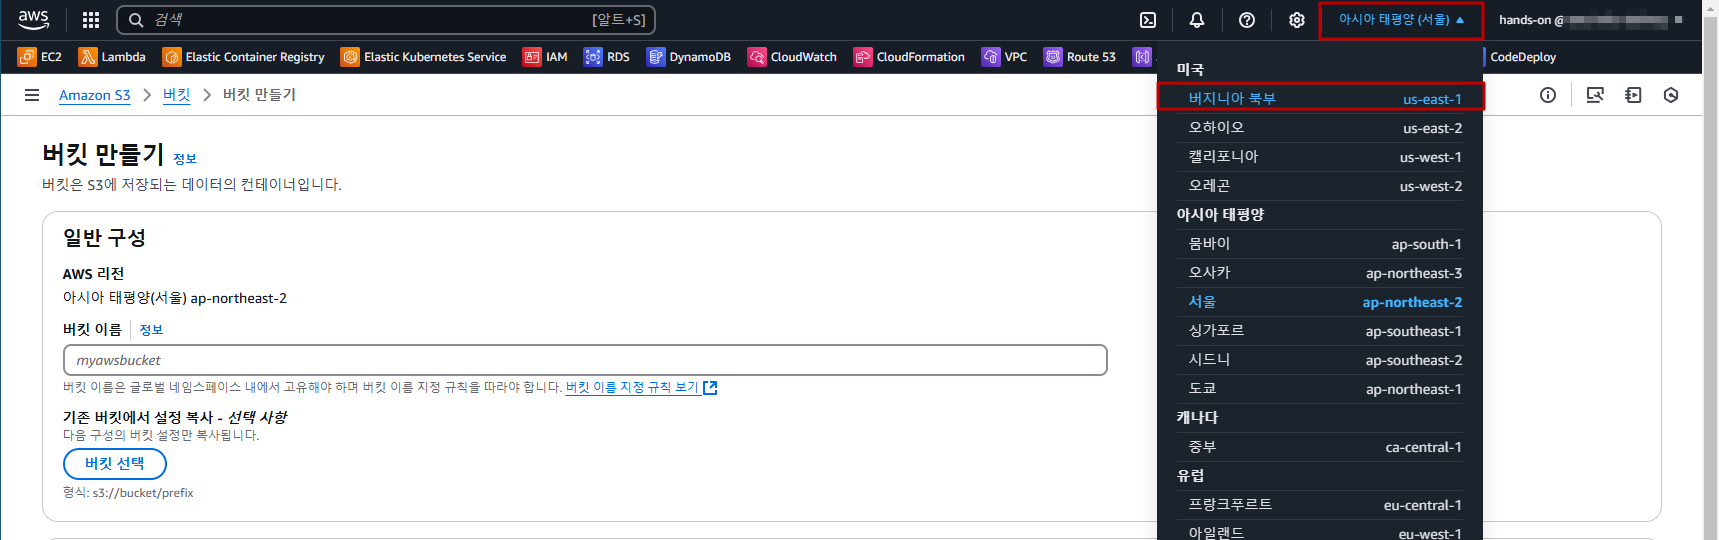 aws
검색 [알트+S]
아시아 태평양 (서울) ▲ hands-on @
EC2 Lambda Elastic Container Registry Elastic Kubernetes Service IAM RDS DynamoDB CloudWatch CloudFormation VPC Route 53 CodeDeploy
Amazon S3 > 버킷 > 버킷 만들기
버킷 만들기 정보
버킷은 S3에 저장되는 데이터의 컨테이너입니다.
일반 구성
AWS 리전
아시아 태평양(서울) ap-northeast-2
버킷 이름 정보
myawsbucket
버킷 이름은 글로벌 네임스페이스 내에서 고유해야 하며 버킷 이름 지정 규칙을 따라야 합니다. 버킷 이름 지정 규칙 보기
기존 버킷에서 설정 복사 - 선택 사항
다음 구성의 버킷 설정만 복사됩니다.
버킷 선택
형식: s3://bucket/prefix
미국
버지니아 북부 us-east-1
오하이오 us-east-2
캘리포니아 us-west-1
오레곤 us-west-2
아시아 태평양
뭄바이 ap-south-1
오사카 ap-northeast-3
서울 ap-northeast-2
싱가포르 ap-southeast-1
시드니 ap-southeast-2
도쿄 ap-northeast-1
캐나다
중부 ca-central-1
유럽
프랑크푸르트 eu-central-1
아일랜드 eu-west-1